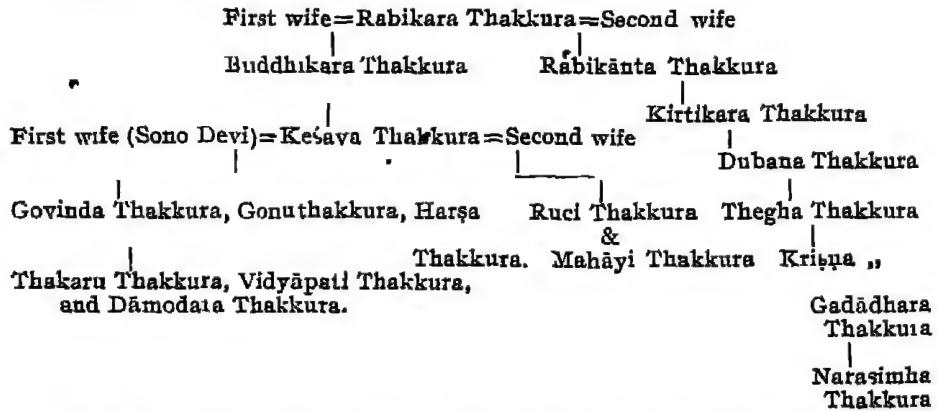 First wife=Rabikara Thakkura=Second wife
Buddhikara Thakkura Rabikānta Thakkura
Kirtikara Thakkura
First wife (Sono Devi)=Keśava Thakkura=Second wife
Dubana Thakkura
Govinda Thakkura, Gonuthakkura, Harṣa Ruci Thakkura Thegha Thakkura
&
Thakkura. Mahāyi Thakkura Kriṣṇa ,,
Thakaru Thakkura, Vidyāpati Thakkura,
and Dāmodara Thakkura.
Gadādhara
Thakkura
Narasimha
Thakkura